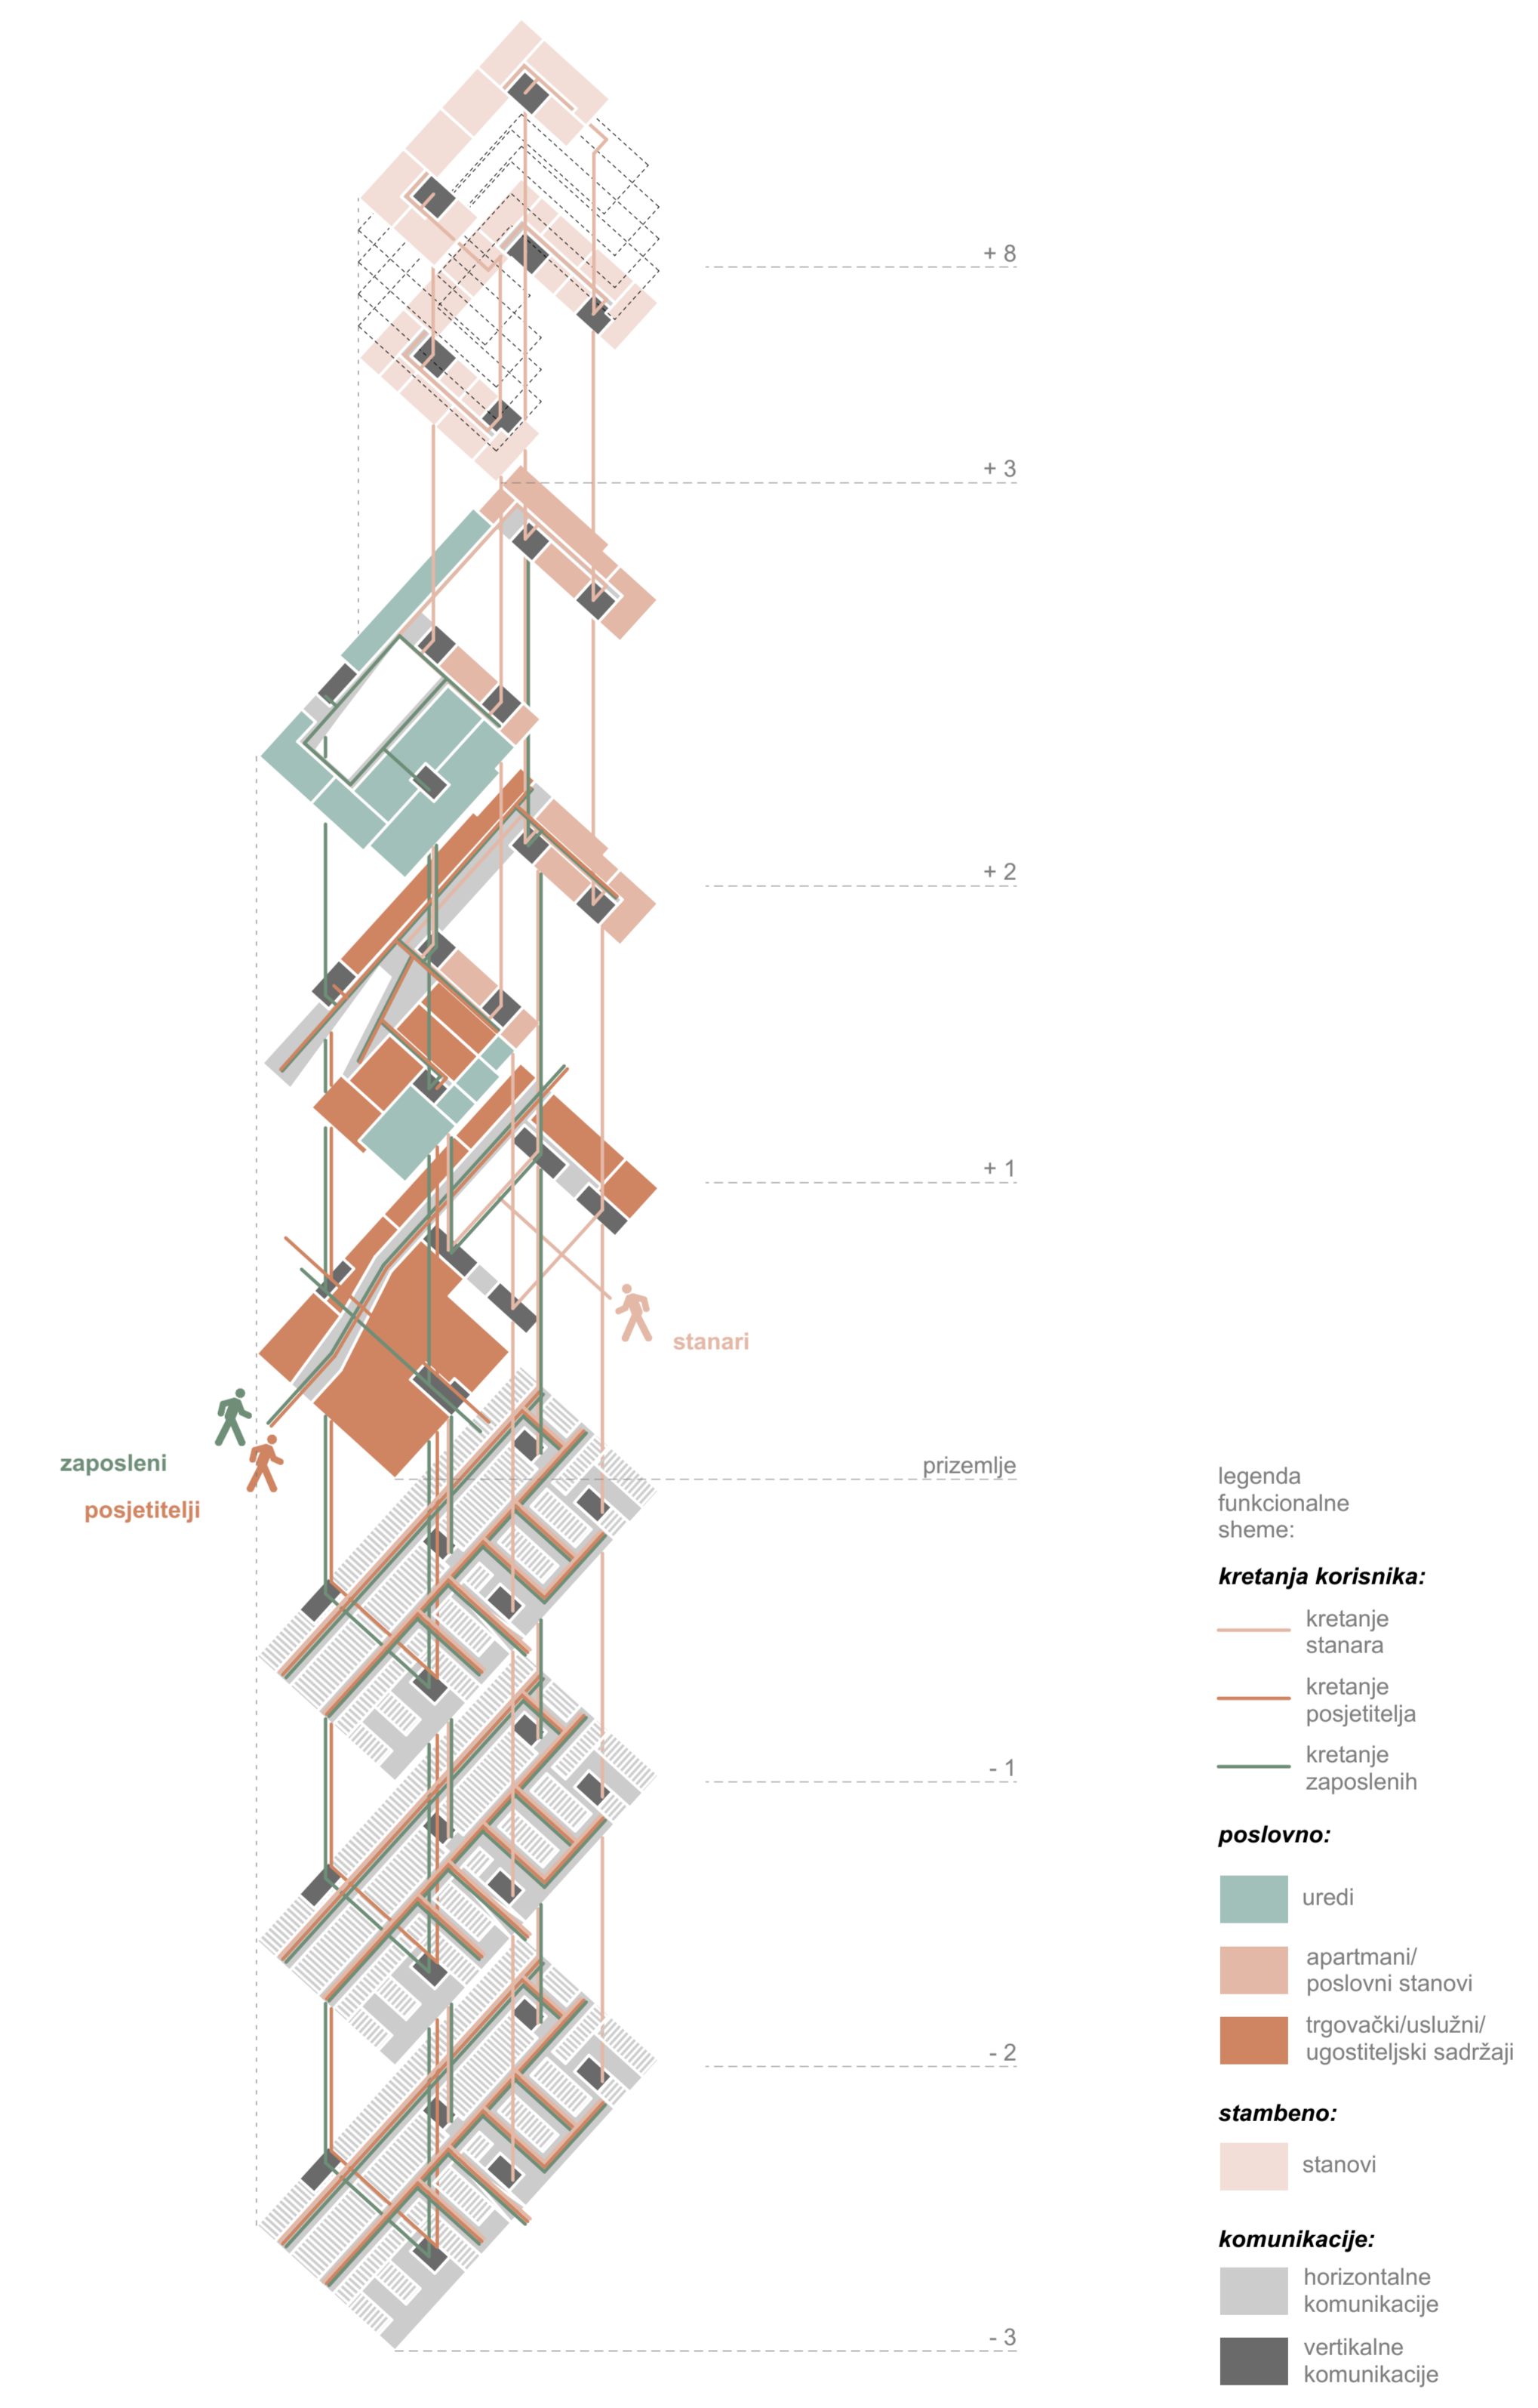 + 8
+ 3
+ 2
+ 1
stanari
zaposleni
posjetitelji
prizemlje
- 1
- 2
- 3
legenda
funkcionalne
sheme:
kretanja korisnika:
kretanje
stanara
kretanje
posjetitelja
kretanje
zaposlenih
poslovno:
uredi
apartmani/
poslovni stanovi
trgovački/uslužni/
ugostiteljski sadržaji
stambeno:
stanovi
komunikacije:
horizontalne
komunikacije
vertikalne
komunikacije